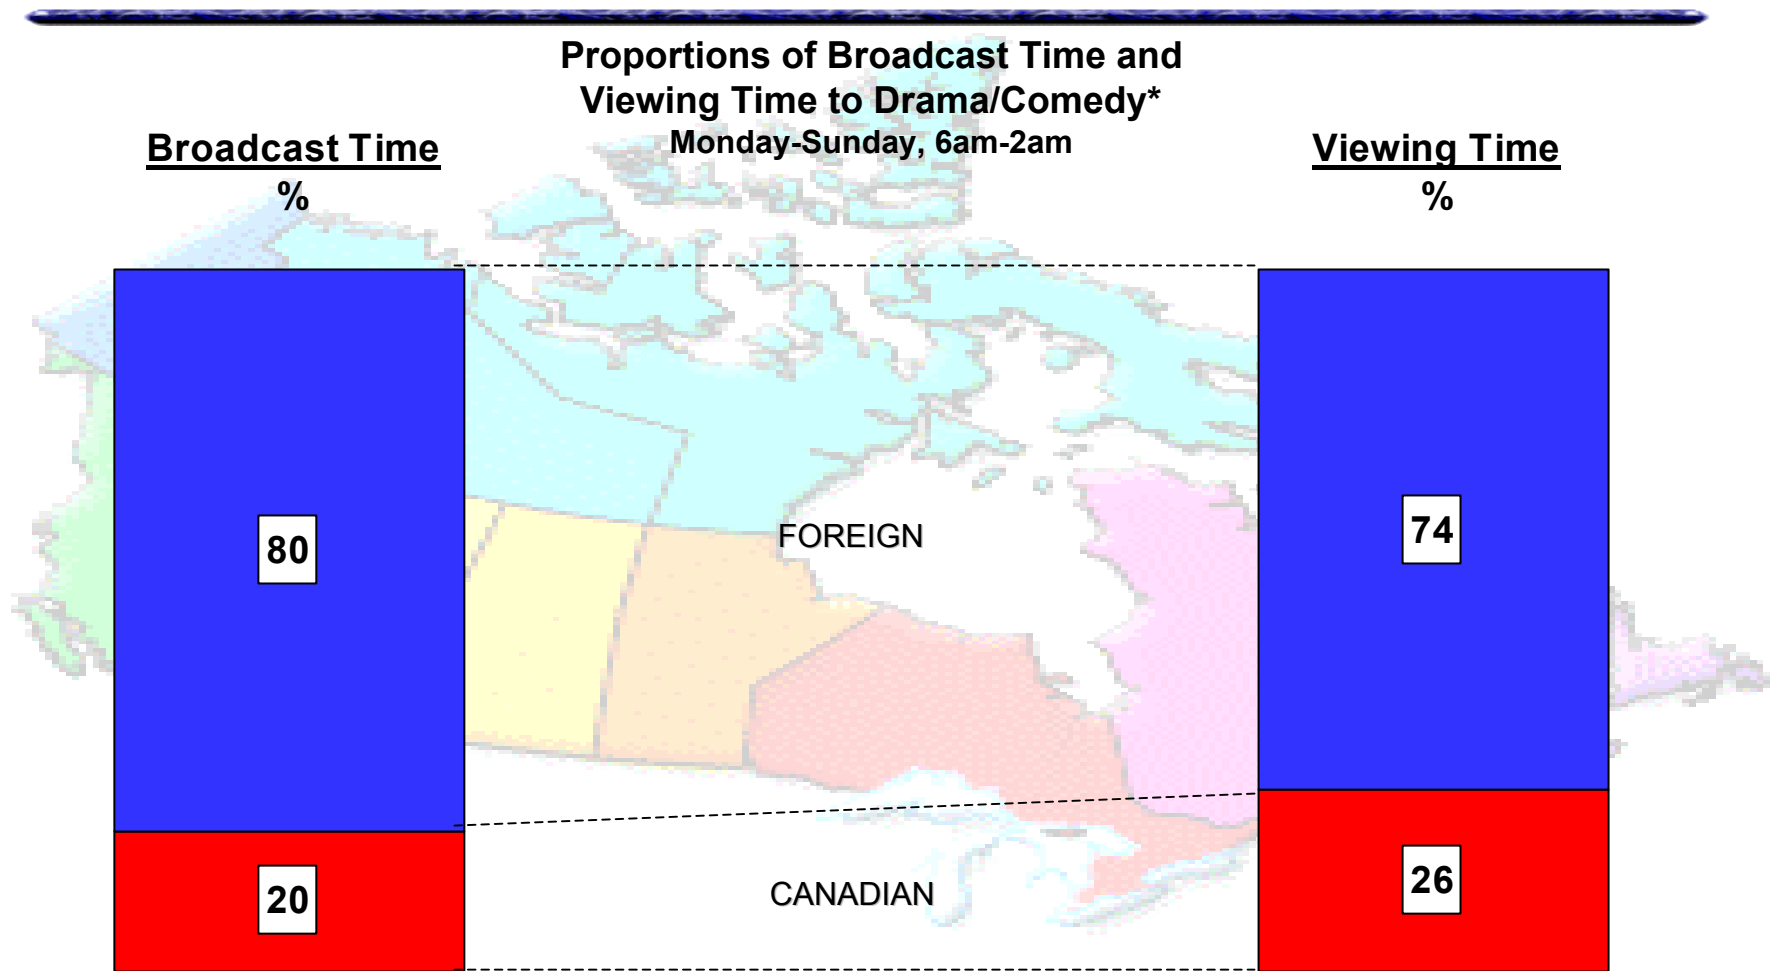 Proportions of Broadcast Time and
Viewing Time to Drama/Comedy*
Monday-Sunday, 6am-2am
Broadcast Time
%
Viewing Time
%
80
FOREIGN
74
20
CANADIAN
26